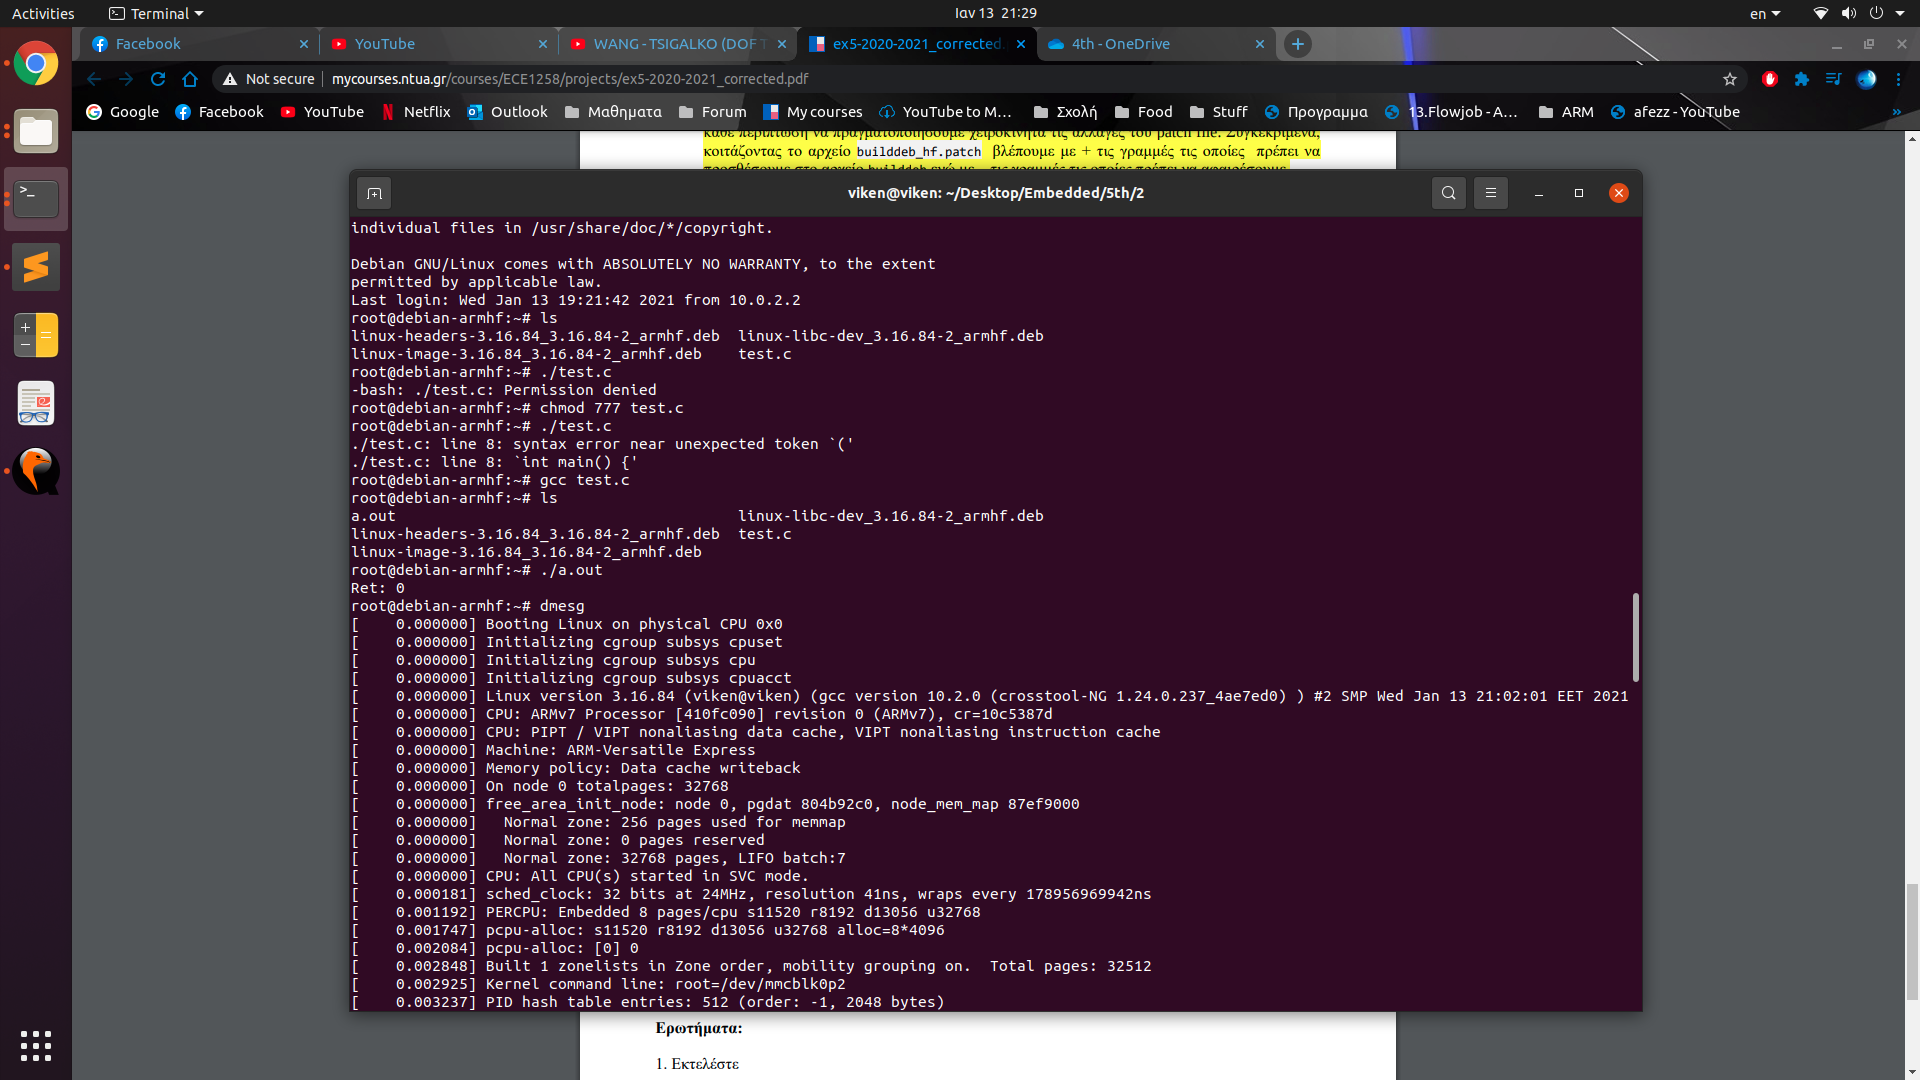 Activities
Terminal
Ιαν 13 21:29
en
Facebook
YouTube
WANG - TSIGALKO (DOF T
ex5-2020-2021_corrected.
4th - OneDrive
Not secure
mycourses.ntua.gr/courses/ECE1258/projects/ex5-2020-2021_corrected.pdf
Google
Facebook
YouTube
Netflix
Outlook
Μαθηματα
Forum
My courses
YouTube to M...
Σχολή
Food
Stuff
Προγραμμα
13.Flowjob - A...
ARM
afezz - YouTube
»
κάθε περίπτωση να πραγματοποιήσουμε χειροκίνητα τις αλλαγές του patch file. Συγκεκριμένα,
κοιτάζοντας το αρχείο builddeb_hf.patch βλέπουμε με + τις γραμμές τις οποίες πρέπει να
προσθέσουμε στο αρχείο builddeb ενώ με - τις γραμμές τις οποίες πρέπει να αφαιρέσουμε.
viken@viken: ~/Desktop/Embedded/5th/2
individual files in /usr/share/doc/*/copyright.
Debian GNU/Linux comes with ABSOLUTELY NO WARRANTY, to the extent
permitted by applicable law.
Last login: Wed Jan 13 19:21:42 2021 from 10.0.2.2
root@debian-armhf:~# ls
linux-headers-3.16.84_3.16.84-2_armhf.deb  linux-libc-dev_3.16.84-2_armhf.deb
linux-image-3.16.84_3.16.84-2_armhf.deb    test.c
root@debian-armhf:~# ./test.c
-bash: ./test.c: Permission denied
root@debian-armhf:~# chmod 777 test.c
root@debian-armhf:~# ./test.c
./test.c: line 8: syntax error near unexpected token `('
./test.c: line 8: `int main() {'
root@debian-armhf:~# gcc test.c
root@debian-armhf:~# ls
a.out                                      linux-libc-dev_3.16.84-2_armhf.deb
linux-headers-3.16.84_3.16.84-2_armhf.deb  test.c
linux-image-3.16.84_3.16.84-2_armhf.deb
root@debian-armhf:~# ./a.out
Ret: 0
root@debian-armhf:~# dmesg
[    0.000000] Booting Linux on physical CPU 0x0
[    0.000000] Initializing cgroup subsys cpuset
[    0.000000] Initializing cgroup subsys cpu
[    0.000000] Initializing cgroup subsys cpuacct
[    0.000000] Linux version 3.16.84 (viken@viken) (gcc version 10.2.0 (crosstool-NG 1.24.0.237_4ae7ed0) ) #2 SMP Wed Jan 13 21:02:01 EET 2021
[    0.000000] CPU: ARMv7 Processor [410fc090] revision 0 (ARMv7), cr=10c5387d
[    0.000000] CPU: PIPT / VIPT nonaliasing data cache, VIPT nonaliasing instruction cache
[    0.000000] Machine: ARM-Versatile Express
[    0.000000] Memory policy: Data cache writeback
[    0.000000] On node 0 totalpages: 32768
[    0.000000] free_area_init_node: node 0, pgdat 804b92c0, node_mem_map 87ef9000
[    0.000000]   Normal zone: 256 pages used for memmap
[    0.000000]   Normal zone: 0 pages reserved
[    0.000000]   Normal zone: 32768 pages, LIFO batch:7
[    0.000000] CPU: All CPU(s) started in SVC mode.
[    0.000181] sched_clock: 32 bits at 24MHz, resolution 41ns, wraps every 178956969942ns
[    0.001192] PERCPU: Embedded 8 pages/cpu s11520 r8192 d13056 u32768
[    0.001747] pcpu-alloc: s11520 r8192 d13056 u32768 alloc=8*4096
[    0.002084] pcpu-alloc: [0] 0
[    0.002848] Built 1 zonelists in Zone order, mobility grouping on.  Total pages: 32512
[    0.002925] Kernel command line: root=/dev/mmcblk0p2
[    0.003237] PID hash table entries: 512 (order: -1, 2048 bytes)
Ερωτήματα:
1. Εκτελέστε